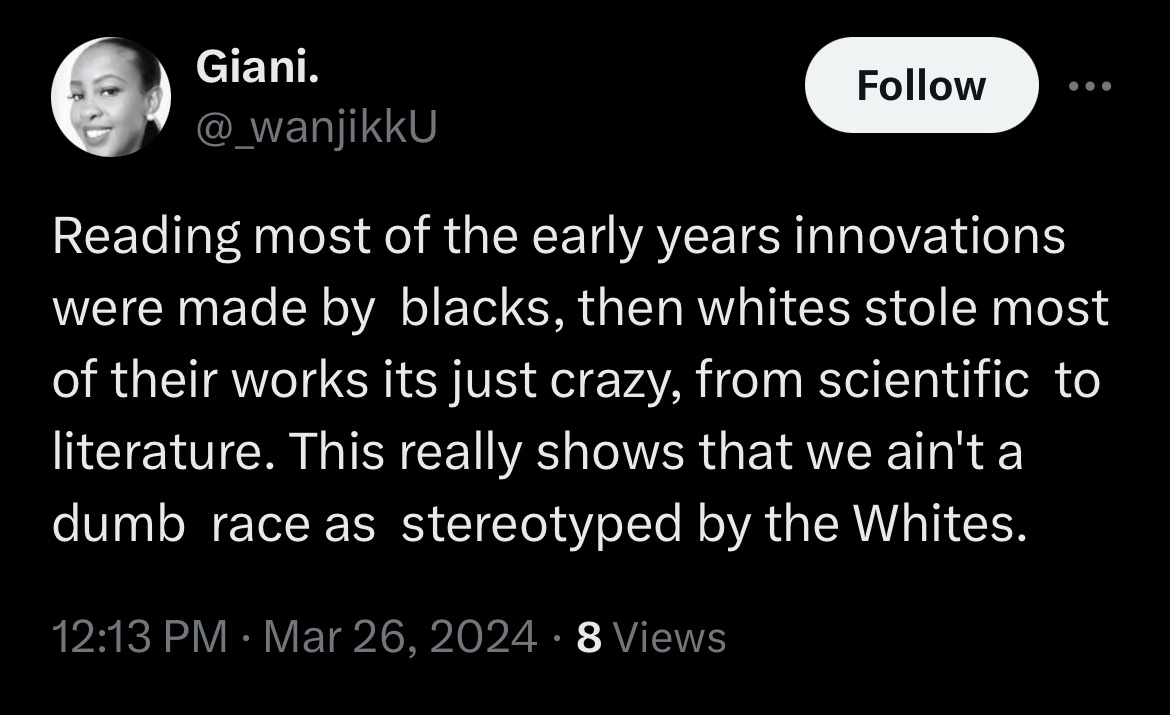 Giani.
Follow
@_wanjikkU
Reading most of the early years innovations
were made by  blacks, then whites stole most
of their works its just crazy, from scientific  to
literature. This really shows that we ain't a
dumb  race as  stereotyped by the Whites.
12:13 PM · Mar 26, 2024 · 8 Views